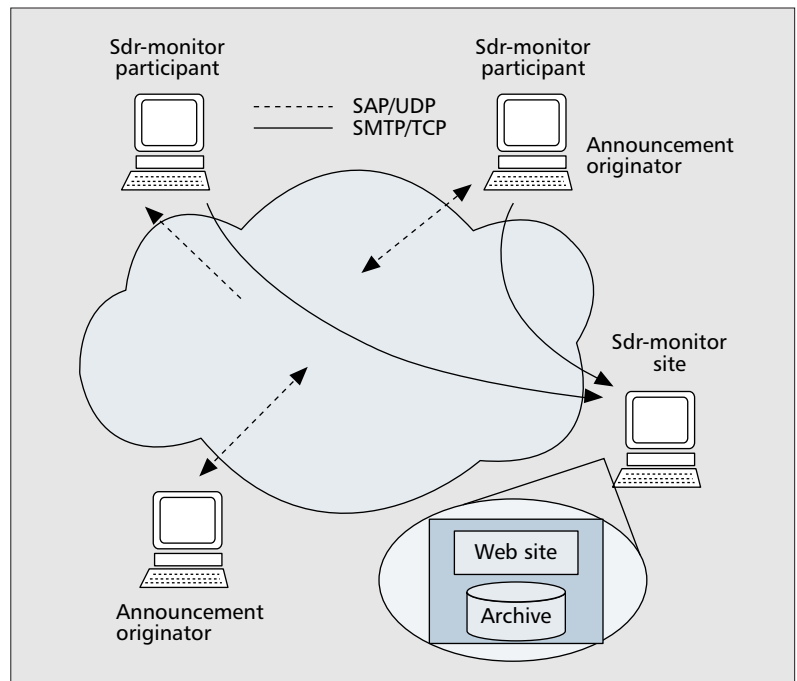 Sdr-monitor
participant
Sdr-monitor
participant
SAP/UDP
SMTP/TCP
Announcement
originator
Sdr-monitor
site
Web site
Archive
Announcement
originator